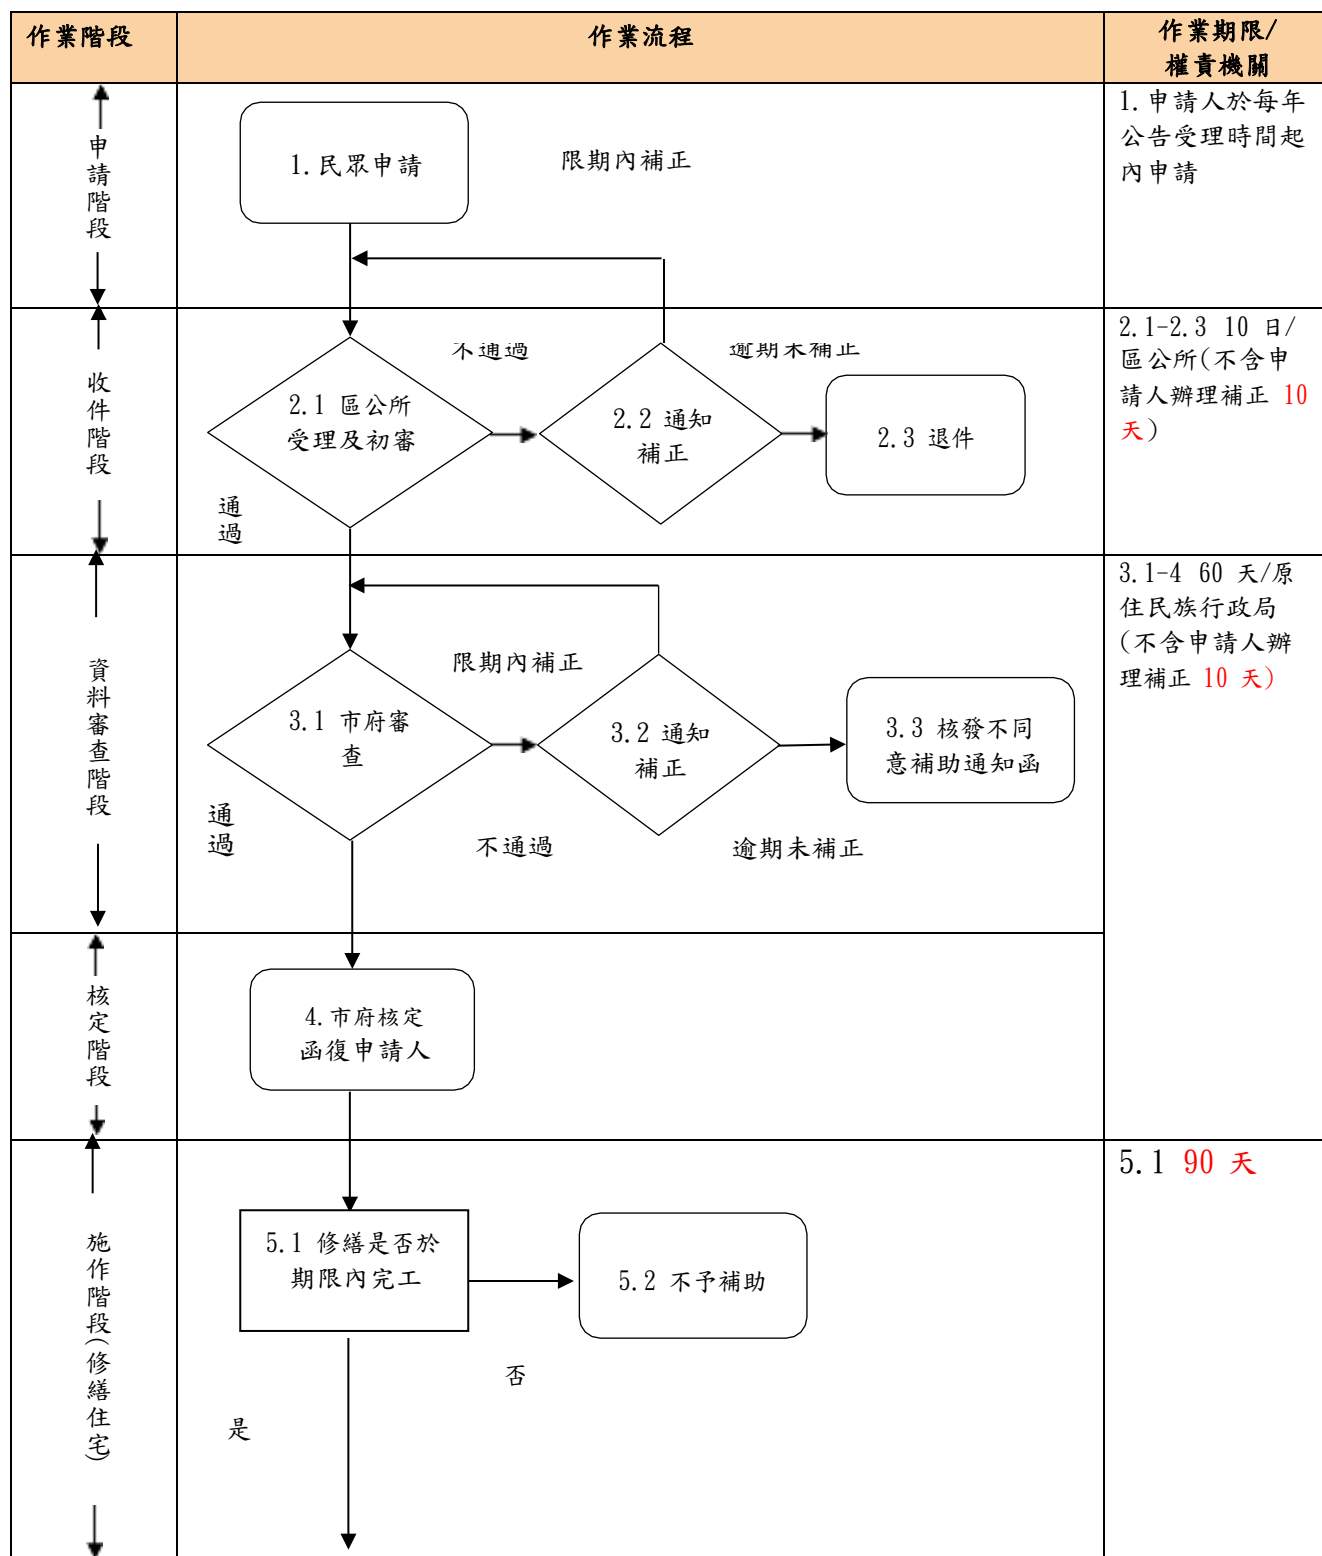 作業階段
作業流程
作業期限/
權責機關
申請階段
1.民眾申請
限期內補正
1.申請人於每年
公告受理時間起
內申請
收件階段
不通過
逾期未補正
2.1 區公所
受理及初審
2.2 通知
補正
2.3 退件
通
過
2.1-2.3 10 日/
區公所(不含申
請人辦理補正 10
天)
資料審查階段
限期內補正
3.1 市府審
查
3.2 通知
補正
3.3 核發不同
意補助通知函
通
過
不通過
逾期未補正
3.1-4 60 天/原
住民族行政局
(不含申請人辦
理補正 10 天)
核定階段
4.市府核定
函復申請人
施作階段(修繕住宅)
5.1 修繕是否於
期限內完工
5.2 不予補助
否
是
5.1 90 天